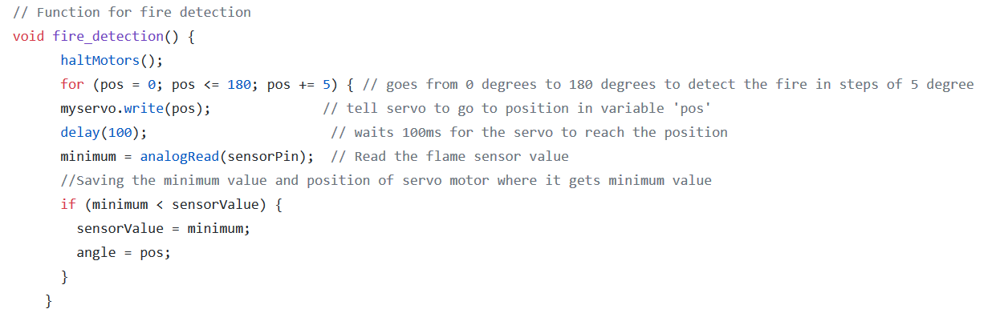 // Function for fire detection
void fire_detection() {
haltMotors();
for (pos = 0; pos <= 180; pos += 5) { // goes from 0 degrees to 180 degrees to detect the fire in steps of 5 degree
myservo.write(pos); // tell servo to go to position in variable 'pos'
delay(100); // waits 100ms for the servo to reach the position
minimum = analogRead(sensorPin); // Read the flame sensor value
//Saving the minimum value and position of servo motor where it gets minimum value
if (minimum < sensorValue) {
sensorValue = minimum;
angle = pos;
}
}